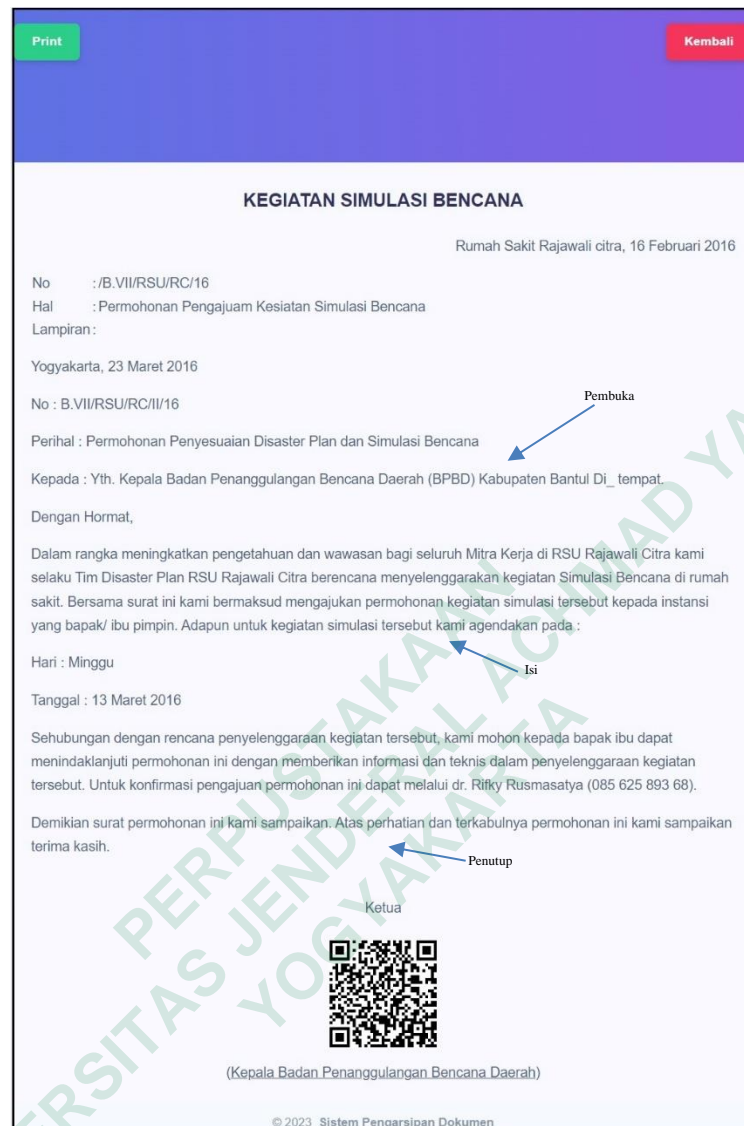 Print
Kembali
KEGIATAN SIMULASI BENCANA
Rumah Sakit Rajawali citra, 16 Februari 2016
No : /B.VII/RSU/RC/16
Hal : Permohonan Pengajuam Kesiatan Simulasi Bencana
Lampiran :
Yogyakarta, 23 Maret 2016
No : B.VII/RSU/RC/II/16
Pembuka
Perihal : Permohonan Penyesuaian Disaster Plan dan Simulasi Bencana
Kepada : Yth. Kepala Badan Penanggulangan Bencana Daerah (BPBD) Kabupaten Bantul Di_ tempat.
Dengan Hormat,
Dalam rangka meningkatkan pengetahuan dan wawasan bagi seluruh Mitra Kerja di RSU Rajawali Citra kami
selaku Tim Disaster Plan RSU Rajawali Citra berencana menyelenggarakan kegiatan Simulasi Bencana di rumah
sakit. Bersama surat ini kami bermaksud mengajukan permohonan kegiatan simulasi tersebut kepada instansi
yang bapak/ ibu pimpin. Adapun untuk kegiatan simulasi tersebut kami agendakan pada :
Hari : Minggu
Isi
Tanggal : 13 Maret 2016
Sehubungan dengan rencana penyelenggaraan kegiatan tersebut, kami mohon kepada bapak ibu dapat
menindaklanjuti permohonan ini dengan memberikan informasi dan teknis dalam penyelenggaraan kegiatan
tersebut. Untuk konfirmasi pengajuan permohonan ini dapat melalui dr. Rifky Rusmasatya (085 625 893 68).
Demikian surat permohonan ini kami sampaikan. Atas perhatian dan terkabulnya permohonan ini kami sampaikan
terima kasih.
Penutup
Ketua
(Kepala Badan Penanggulangan Bencana Daerah)
© 2023 Sistem Pengarsipan Dokumen
PERPUSTAKAAN
ERSITAS JENDERAL ACHMAD YA
YOGYAKARTA